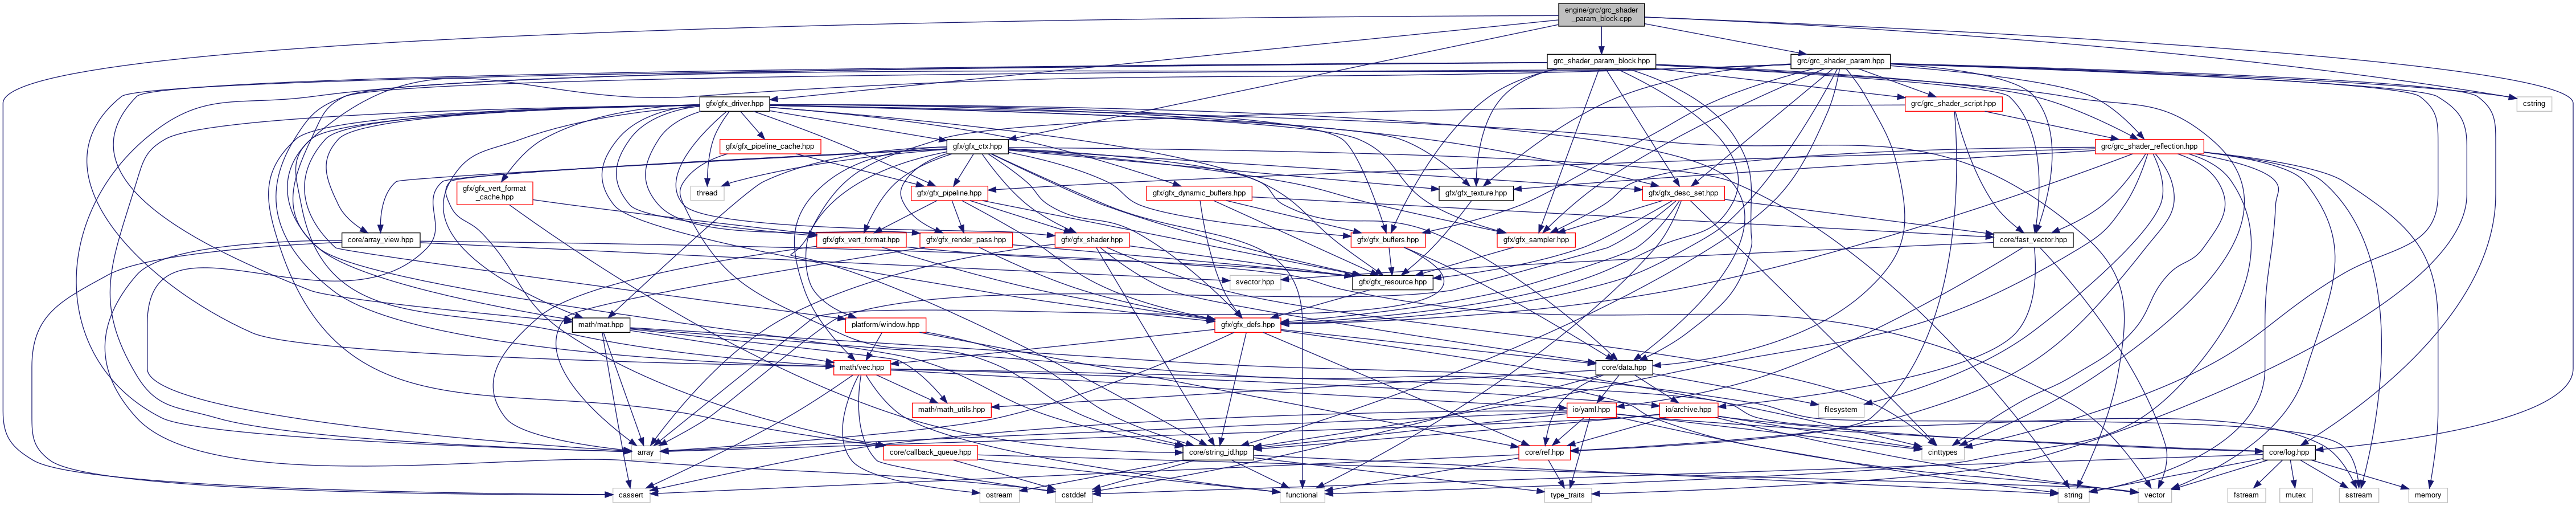 engine/grc/grc_shader
_param_block.cpp
grc_shader_param_block.hpp
grc/grc_shader_param.hpp
gfx/gfx_driver.hpp
grc/grc_shader_script.hpp
cstring
gfx/gfx_pipeline_cache.hpp
gfx/gfx_ctx.hpp
grc/grc_shader_reflection.hpp
gfx/gfx_vert_format
_cache.hpp
thread
gfx/gfx_pipeline.hpp
gfx/gfx_dynamic_buffers.hpp
gfx/gfx_texture.hpp
gfx/gfx_desc_set.hpp
core/array_view.hpp
gfx/gfx_vert_format.hpp
gfx/gfx_render_pass.hpp
gfx/gfx_shader.hpp
gfx/gfx_buffers.hpp
gfx/gfx_sampler.hpp
core/fast_vector.hpp
svector.hpp
gfx/gfx_resource.hpp
math/mat.hpp
platform/window.hpp
gfx/gfx_defs.hpp
math/vec.hpp
core/data.hpp
math/math_utils.hpp
io/yaml.hpp
io/archive.hpp
filesystem
array
core/callback_queue.hpp
core/string_id.hpp
core/ref.hpp
cinttypes
core/log.hpp
cassert
ostream
cstddef
functional
type_traits
string
vector
fstream
mutex
sstream
memory